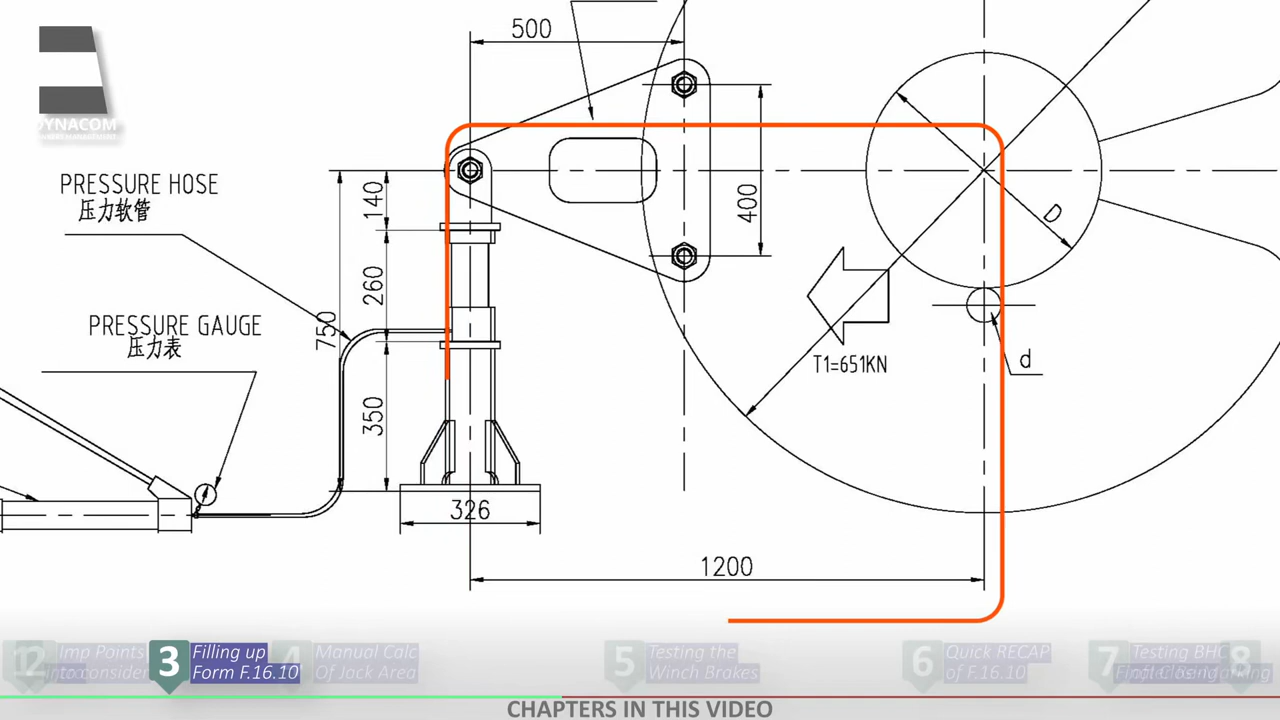 500
DYNACOM
PRESSURE HOSE
压力软管
140
400
D
260
750
PRESSURE GAUGE
压力表
T1=651KN
d
350
326
1200
12
Imp Points
to consider
3
Filling up
Form F.16.10
4
Manual Calc
Of Jack Area
5
Testing the
Winch Brakes
6
Quick RECAP
of F.16.10
7
Testing BHC
8
CHAPTERS IN THIS VIDEO